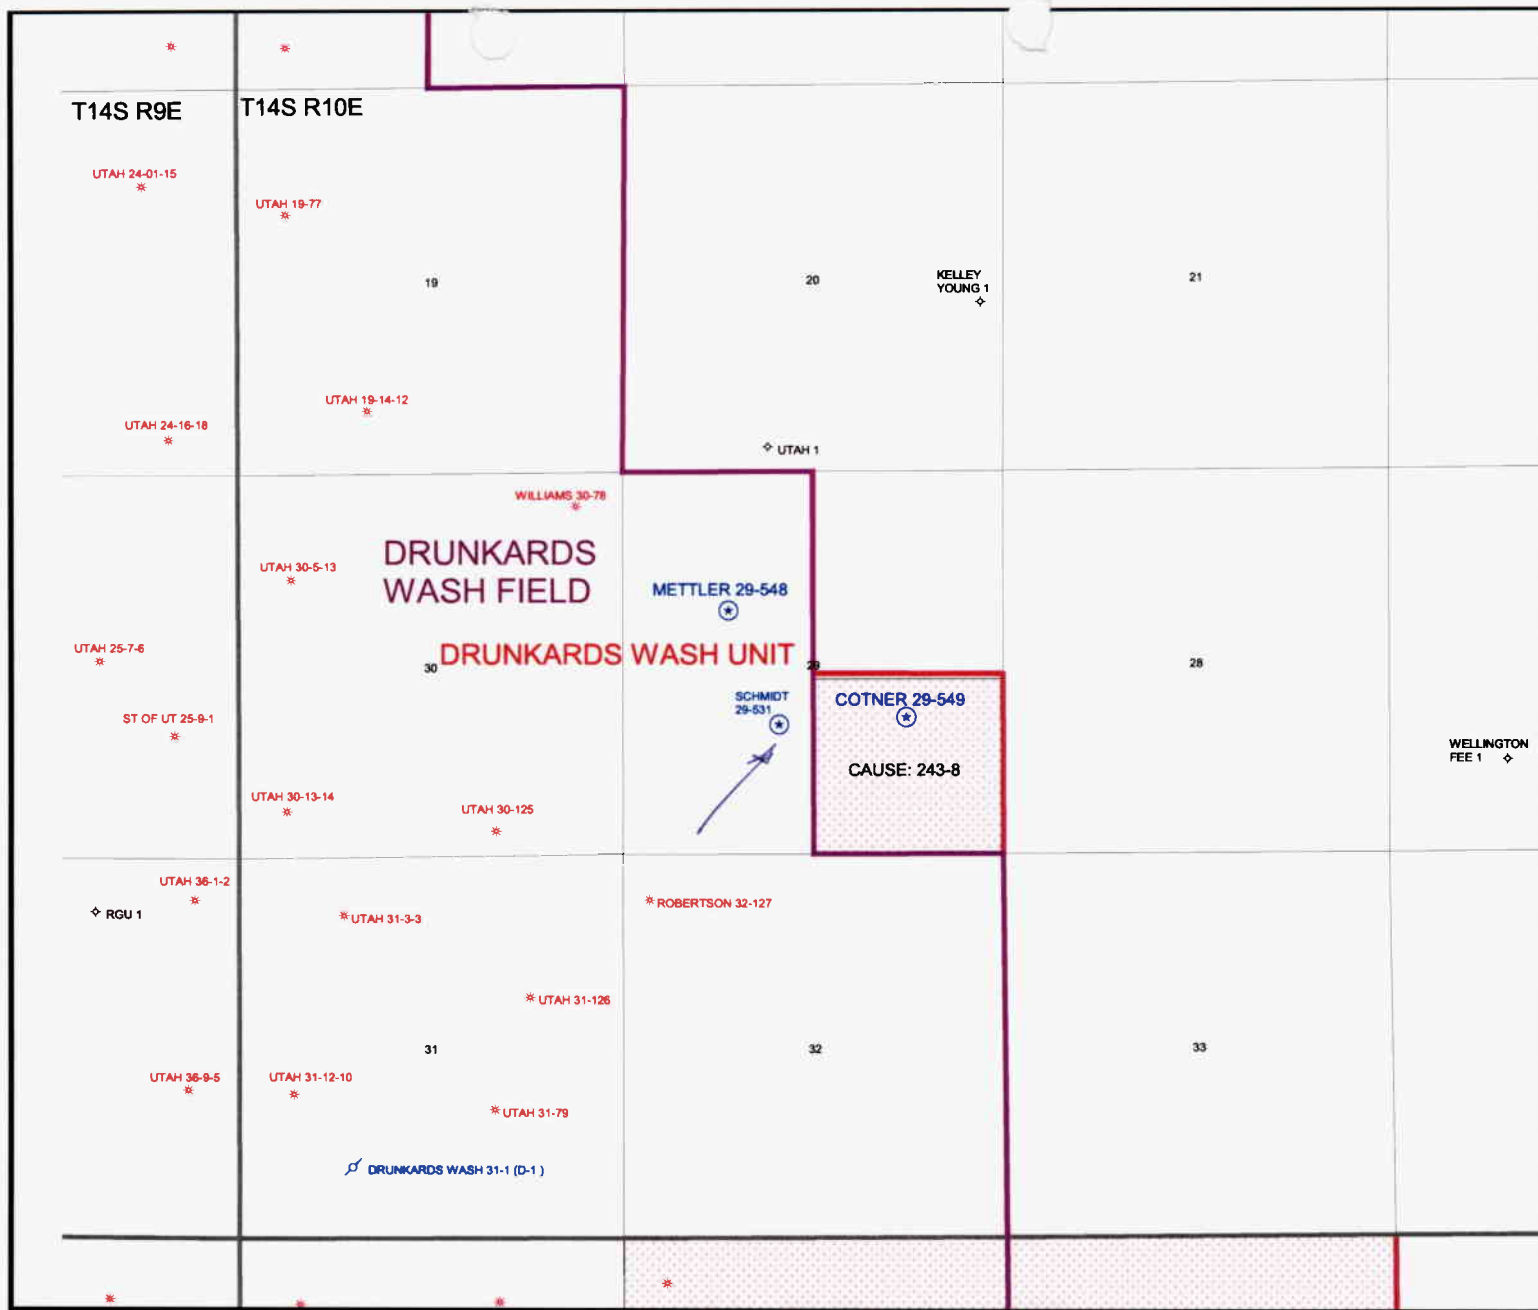 T14S R9E
T14S R10E
UTAH 24-01-15
UTAH 19-77
19
20
KELLEY
YOUNG 1
21
UTAH 19-14-12
UTAH 24-16-18
UTAH 1
WILLIAMS 30-78
DRUNKARDS
WASH FIELD
UTAH 30-5-13
METTLER 29-548
UTAH 25-7-6
30
DRUNKARDS WASH UNIT
29
28
SCHMIDT
29-531
COTNER 29-549
ST OF UT 25-9-1
WELLINGTON
FEE 1
CAUSE: 243-8
UTAH 30-13-14
UTAH 30-125
UTAH 36-1-2
RGU 1
UTAH 31-3-3
ROBERTSON 32-127
UTAH 31-126
31
32
33
UTAH 36-9-5
UTAH 31-12-10
UTAH 31-79
DRUNKARDS WASH 31-1 (D-1 )